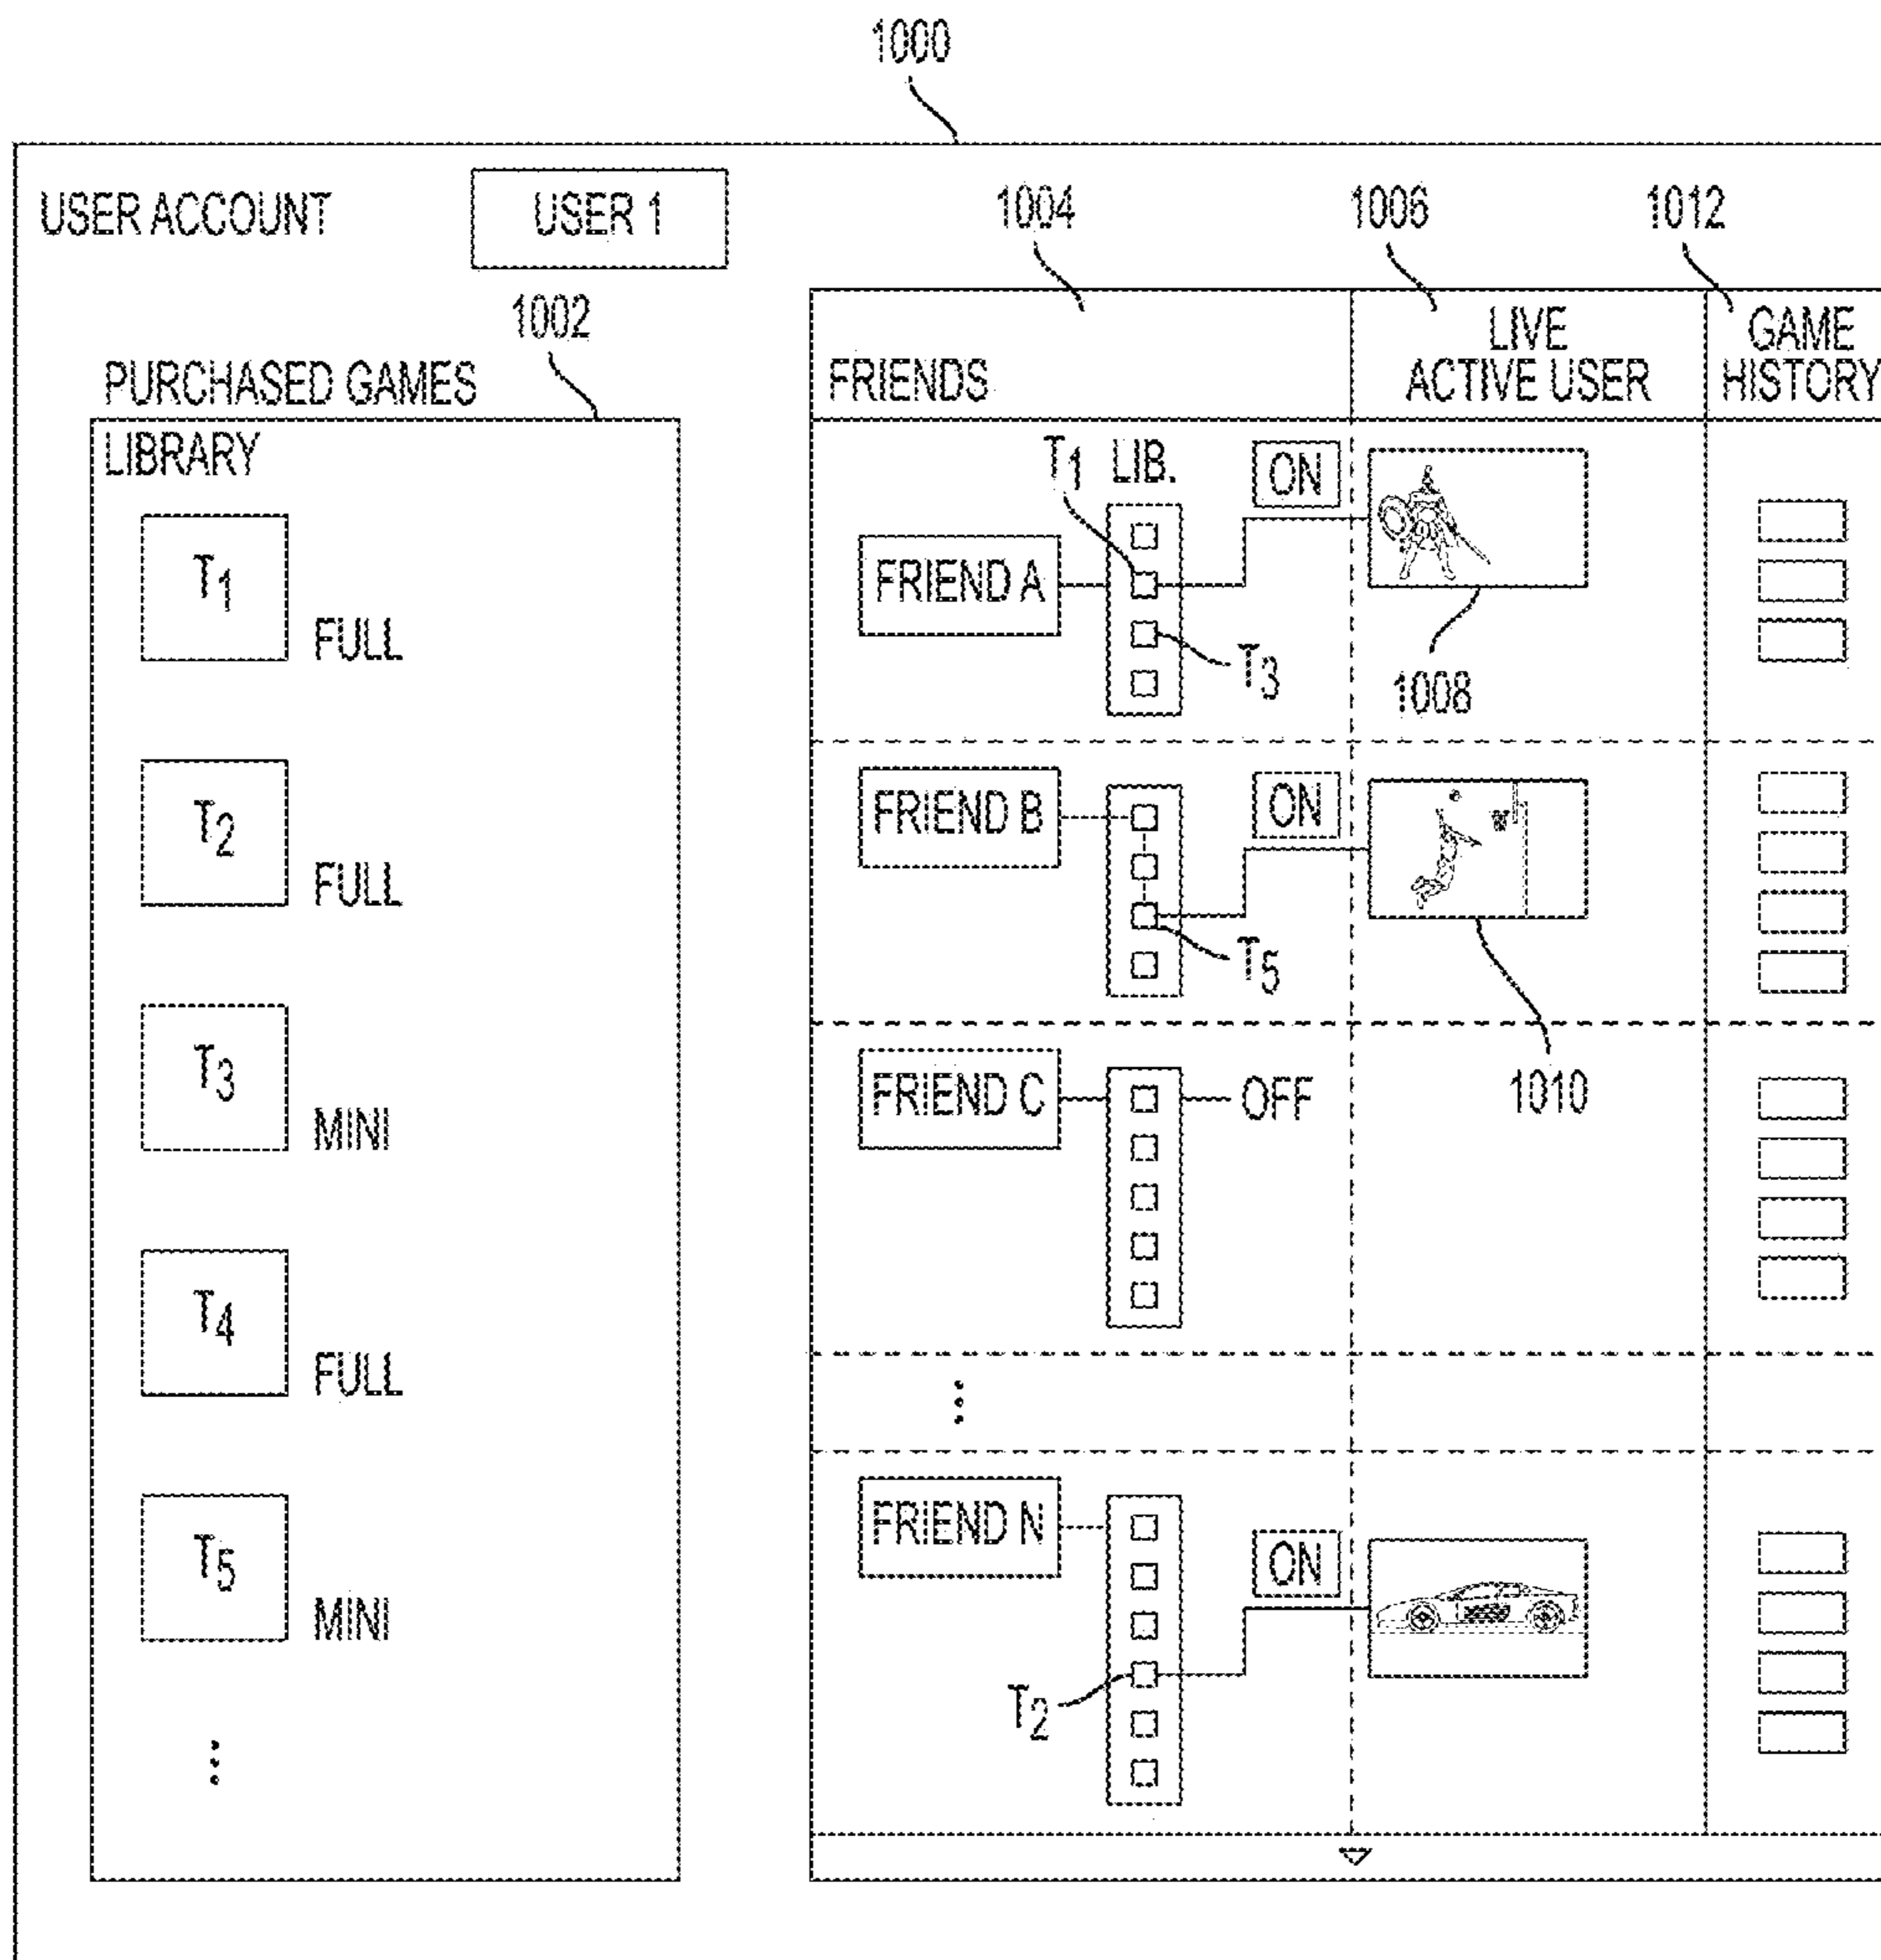 1000
USER ACCOUNT
USER 1
1004
1006
1012
1002
PURCHASED GAMES
LIBRARY
T1
FULL
T2
FULL
T3
MINI
T4
FULL
T5
MINI
⋮
FRIENDS
LIVE
ACTIVE USER
GAME
HISTORY
T1 LIB.
ON
FRIEND A
T3
1008
FRIEND B
ON
T5
1010
FRIEND C
OFF
⋮
FRIEND N
ON
T2